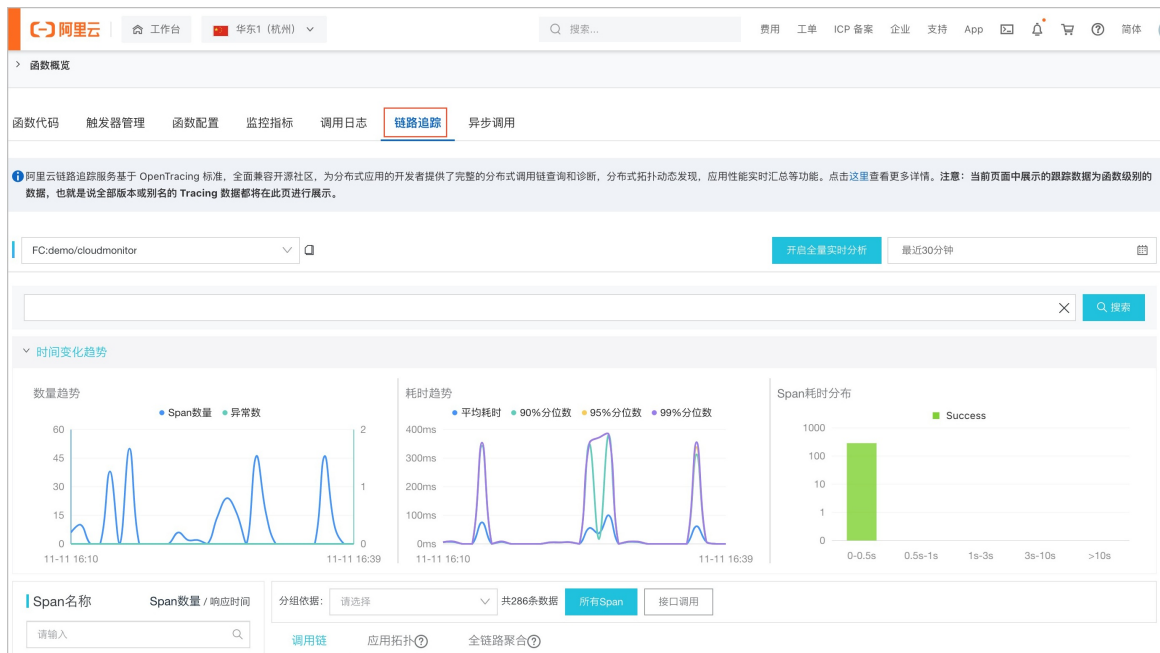 阿里云 工作台 华东1（杭州） 搜索... 费用 工单 ICP 备案 企业 支持 App 简体
函数概览
函数代码 触发器管理 函数配置 监控指标 调用日志 链路追踪 异步调用
阿里云链路追踪服务基于 OpenTracing 标准，全面兼容开源社区，为分布式应用的开发者提供了完整的分布式调用链查询和诊断，分布式拓扑动态发现，应用性能实时汇总等功能。点击这里查看更多详情。注意：当前页面中展示的跟踪数据为函数级别的
数据，也就是说全部版本或别名的 Tracing 数据都将在此页进行展示。
FC:demo/cloudmonitor 开启全量实时分析 最近30分钟
搜索
时间变化趋势
数量趋势
Span数量 异常数
60 2
45
30 1
15
0 0
11-11 16:10 11-11 16:39
耗时趋势
平均耗时 90%分位数 95%分位数 99%分位数
400ms
300ms
200ms
100ms
0ms
11-11 16:10 11-11 16:39
Span耗时分布
Success
1000
100
10
1
0
0-0.5s 0.5s-1s 1s-3s 3s-10s >10s
Span名称 Span数量 / 响应时间
请输入
分组依据: 请选择 共286条数据 所有Span 接口调用
调用链 应用拓扑 全链路聚合